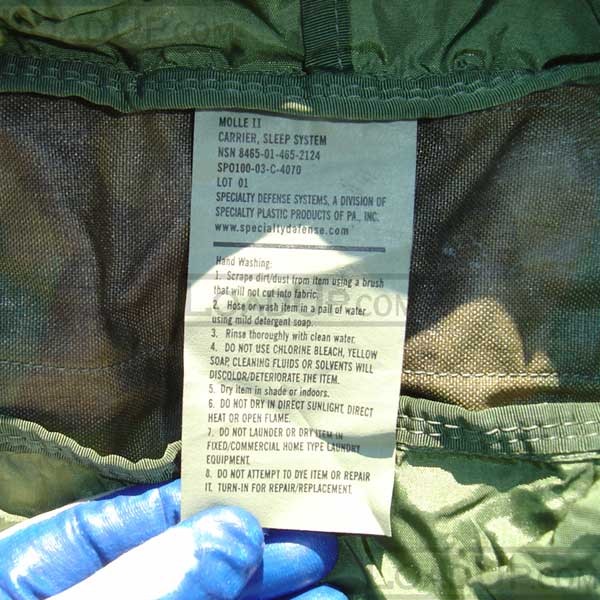 LOADUP.COM
MOLLE II
CARRIER, SLEEP SYSTEM
NSN 8465-01-465-2124
SPO100-03-C-4070
LOT 01
SPECIALTY DEFENSE SYSTEMS, A DIVISION OF
SPECIALTY PLASTIC PRODUCTS OF PA., INC.
www.specialtydefense.com
Hand Washing:
1. Scrape dirt/dust from item using a brush
that will not cut into fabric.
2. Hose or wash item in a pail of water
using mild detergent soap.
LOADUP.COM
3. Rinse thoroughly with clean water.
4. DO NOT USE CHLORINE BLEACH, YELLOW
SOAP, CLEANING FLUIDS OR SOLVENTS WILL
DISCOLOR/DETERIORATE THE ITEM.
5. Dry item in shade or indoors.
6. DO NOT DRY IN DIRECT SUNLIGHT, DIRECT
HEAT OR OPEN FLAME.
7. DO NOT LAUNDER OR DRY ITEM IN
FIXED/COMMERCIAL HOME TYPE LAUNDRY
EQUIPMENT.
8. DO NOT ATTEMPT TO DYE ITEM OR REPAIR
IT. TURN-IN FOR REPAIR/REPLACEMENT.
LOADUP.COM